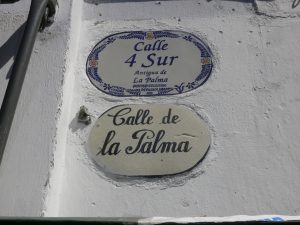 Calle
4 Sur
Antigua de
La Palma
Calle de
la Palma